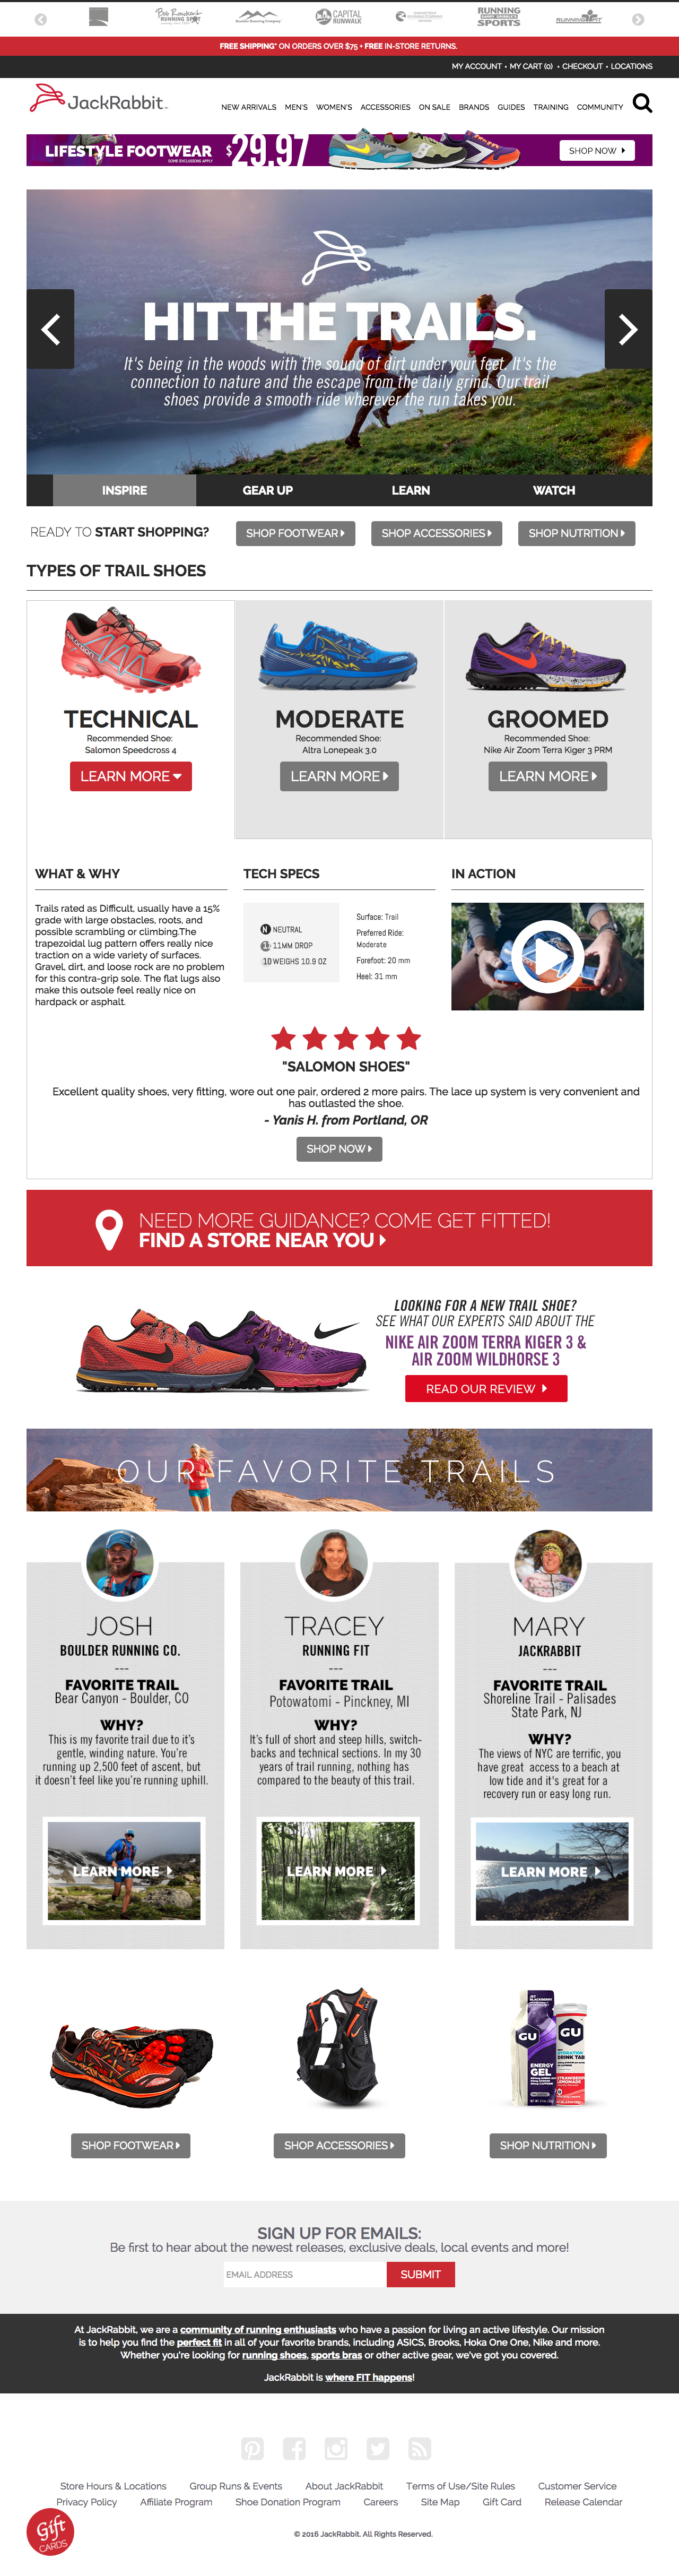 Bob Roncker's
RUNNING SPOT
Boulder Running Company
CAPITAL
RUNWALK
RUNNING
SPORTS
RUNNING FIT
FREE SHIPPING* ON ORDERS OVER $75 + FREE IN-STORE RETURNS.
MY ACCOUNT • MY CART (0) • CHECKOUT • LOCATIONS
JackRabbit
NEW ARRIVALS MEN'S WOMEN'S ACCESSORIES ON SALE BRANDS GUIDES TRAINING COMMUNITY
LIFESTYLE FOOTWEAR $29.97
SOME EXCLUSIONS APPLY
SHOP NOW
HIT THE TRAILS.
It's being in the woods with the sound of dirt under your feet. It's the
connection to nature and the escape from the daily grind. Our trail
shoes provide a smooth ride wherever the run takes you.
INSPIRE GEAR UP LEARN WATCH
READY TO START SHOPPING? SHOP FOOTWEAR SHOP ACCESSORIES SHOP NUTRITION
TYPES OF TRAIL SHOES
TECHNICAL
Recommended Shoe:
Salomon Speedcross 4
LEARN MORE
MODERATE
Recommended Shoe:
Altra Lonepeak 3.0
LEARN MORE
GROOMED
Recommended Shoe:
Nike Air Zoom Terra Kiger 3 PRM
LEARN MORE
WHAT & WHY
Trails rated as Difficult, usually have a 15%
grade with large obstacles, roots, and
possible scrambling or climbing.The
trapezoidal lug pattern offers really nice
traction on a wide variety of surfaces.
Gravel, dirt, and loose rock are no problem
for this contra-grip sole. The flat lugs also
make this outsole feel really nice on
hardpack or asphalt.
TECH SPECS
N NEUTRAL
11 11MM DROP
10 WEIGHS 10.9 OZ
Surface: Trail
Preferred Ride:
Moderate
Forefoot: 20 mm
Heel: 31 mm
IN ACTION
"SALOMON SHOES"
Excellent quality shoes, very fitting, wore out one pair, ordered 2 more pairs. The lace up system is very convenient and
has outlasted the shoe.
- Yanis H. from Portland, OR
SHOP NOW
NEED MORE GUIDANCE? COME GET FITTED!
FIND A STORE NEAR YOU
LOOKING FOR A NEW TRAIL SHOE?
SEE WHAT OUR EXPERTS SAID ABOUT THE
NIKE AIR ZOOM TERRA KIGER 3 &
AIR ZOOM WILDHORSE 3
READ OUR REVIEW
OUR FAVORITE TRAILS
JOSH
BOULDER RUNNING CO.
---
FAVORITE TRAIL
Bear Canyon - Boulder, CO
WHY?
This is my favorite trail due to it's
gentle, winding nature. You're
running up 2,500 feet of ascent, but
it doesn't feel like you're running uphill.
LEARN MORE
TRACEY
RUNNING FIT
---
FAVORITE TRAIL
Potowatomi - Pinckney, MI
WHY?
It's full of short and steep hills, switch-
backs and technical sections. In my 30
years of trail running, nothing has
compared to the beauty of this trail.
LEARN MORE
MARY
JACKRABBIT
---
FAVORITE TRAIL
Shoreline Trail - Palisades
State Park, NJ
WHY?
The views of NYC are terrific, you
have great access to a beach at
low tide and it's great for a
recovery run or easy long run.
LEARN MORE
GU
ENERGY
GEL
GU
HYDRATION
DRINK TABS
STRAWBERRY
LEMONADE
SHOP FOOTWEAR SHOP ACCESSORIES SHOP NUTRITION
SIGN UP FOR EMAILS:
Be first to hear about the newest releases, exclusive deals, local events and more!
EMAIL ADDRESS SUBMIT
At JackRabbit, we are a community of running enthusiasts who have a passion for living an active lifestyle. Our mission
is to help you find the perfect fit in all of your favorite brands, including ASICS, Brooks, Hoka One One, Nike and more.
Whether you're looking for running shoes, sports bras or other active gear, we've got you covered.
JackRabbit is where FIT happens!
Store Hours & Locations Group Runs & Events About JackRabbit Terms of Use/Site Rules Customer Service
Privacy Policy Affiliate Program Shoe Donation Program Careers Site Map Gift Card Release Calendar
Gift
CARDS
© 2016 JackRabbit. All Rights Reserved.